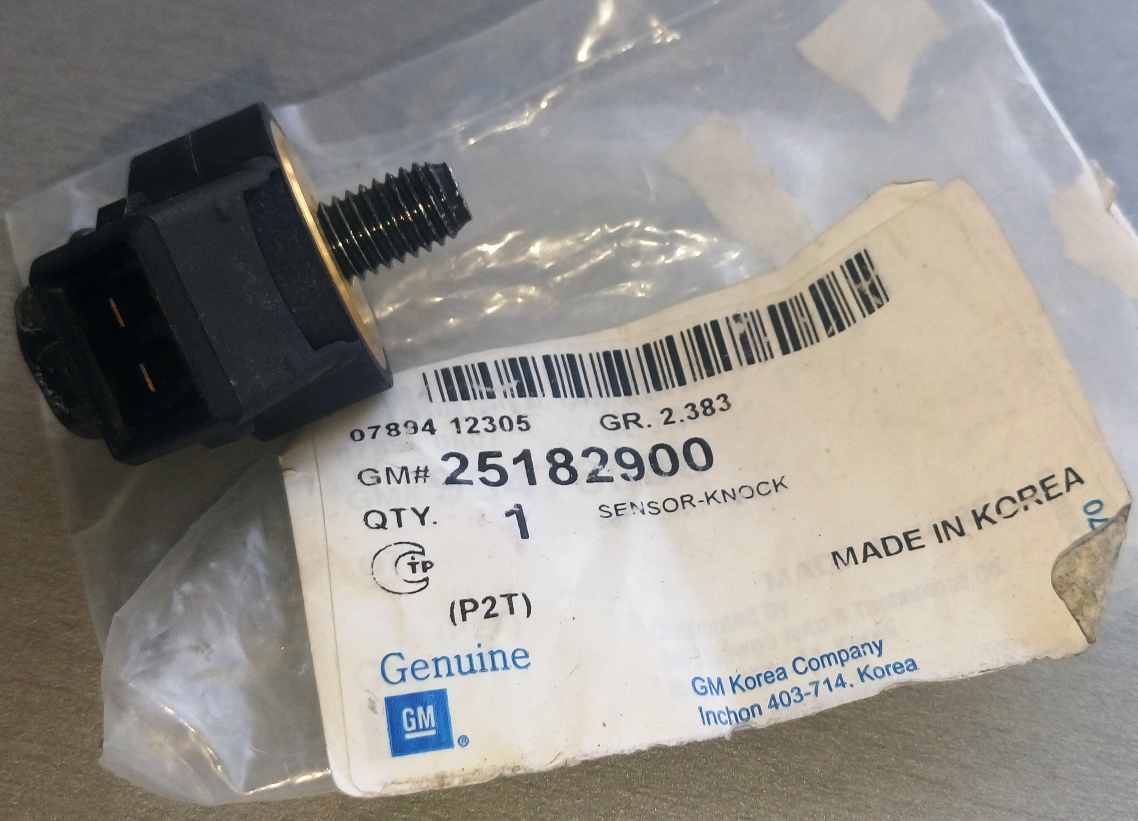 07894 12305 GR. 2.383
GM# 25182900
QTY. 1 SENSOR-KNOCK
MADE IN KOREA
(P2T)
Genuine
GM ®
GM Korea Company
Inchon 403-714, Korea